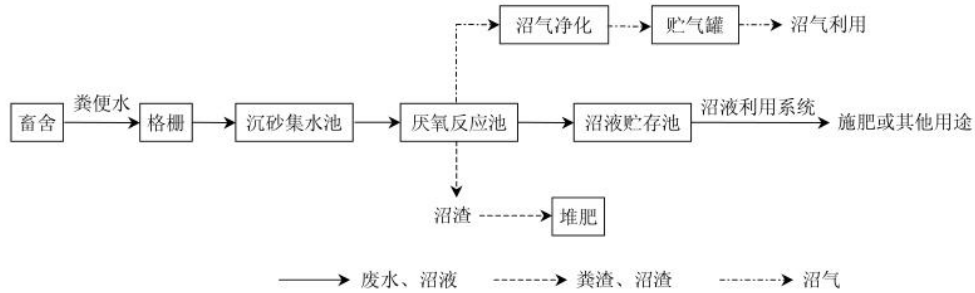 沼气净化
贮气罐
沼气利用
畜舍
粪便水
格栅
沉砂集水池
厌氧反应池
沼液贮存池
沼液利用系统
施肥或其他用途
沼渣
堆肥
废水、沼液
粪渣、沼渣
沼气